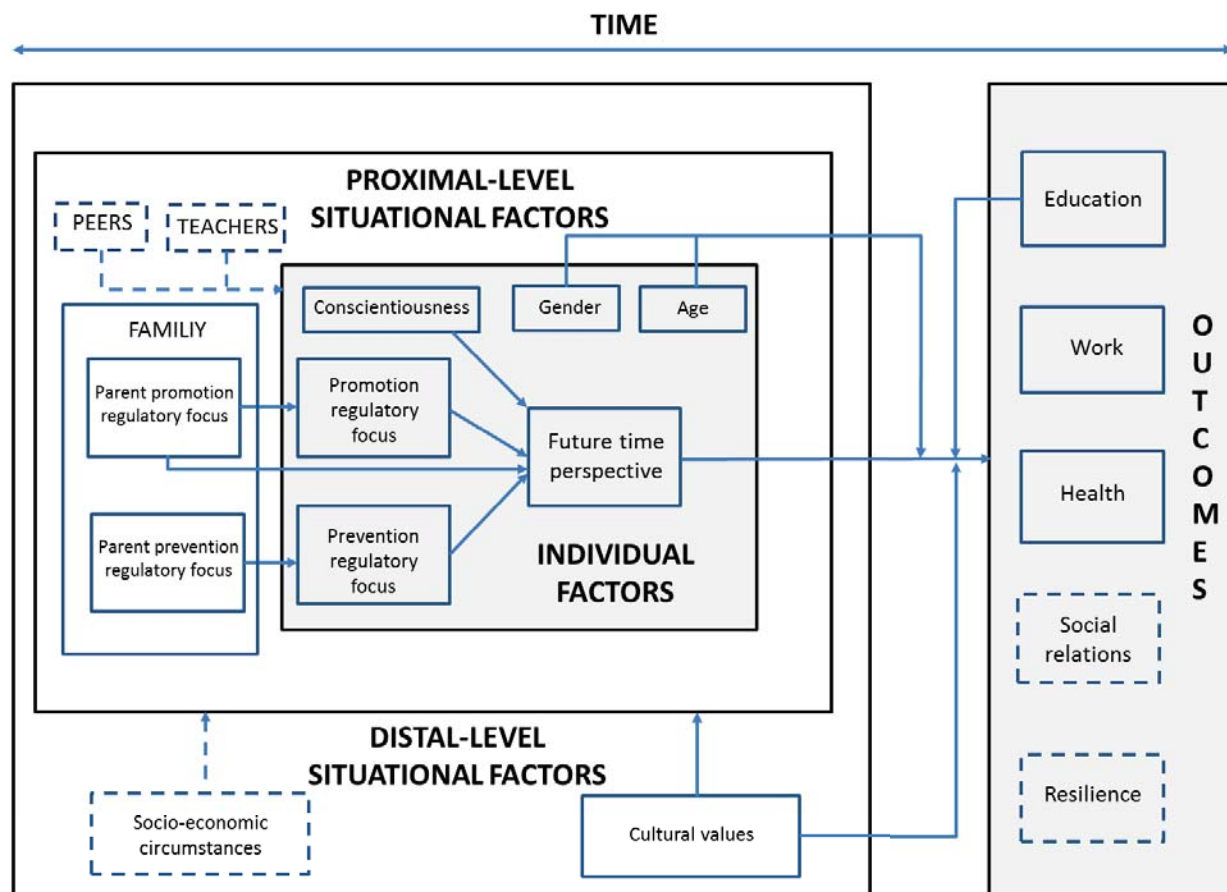 TIME
PROXIMAL-LEVEL
SITUATIONAL FACTORS
PEERS
TEACHERS
Conscientiousness
Gender
Age
FAMILIY
Parent promotion
regulatory focus
Promotion
regulatory
focus
Future time
perspective
Parent prevention
regulatory focus
Prevention
regulatory
focus
INDIVIDUAL
FACTORS
DISTAL-LEVEL
SITUATIONAL FACTORS
Socio-economic
circumstances
Cultural values
Education
Work
Health
Social
relations
Resilience
O
U
T
C
O
M
E
S